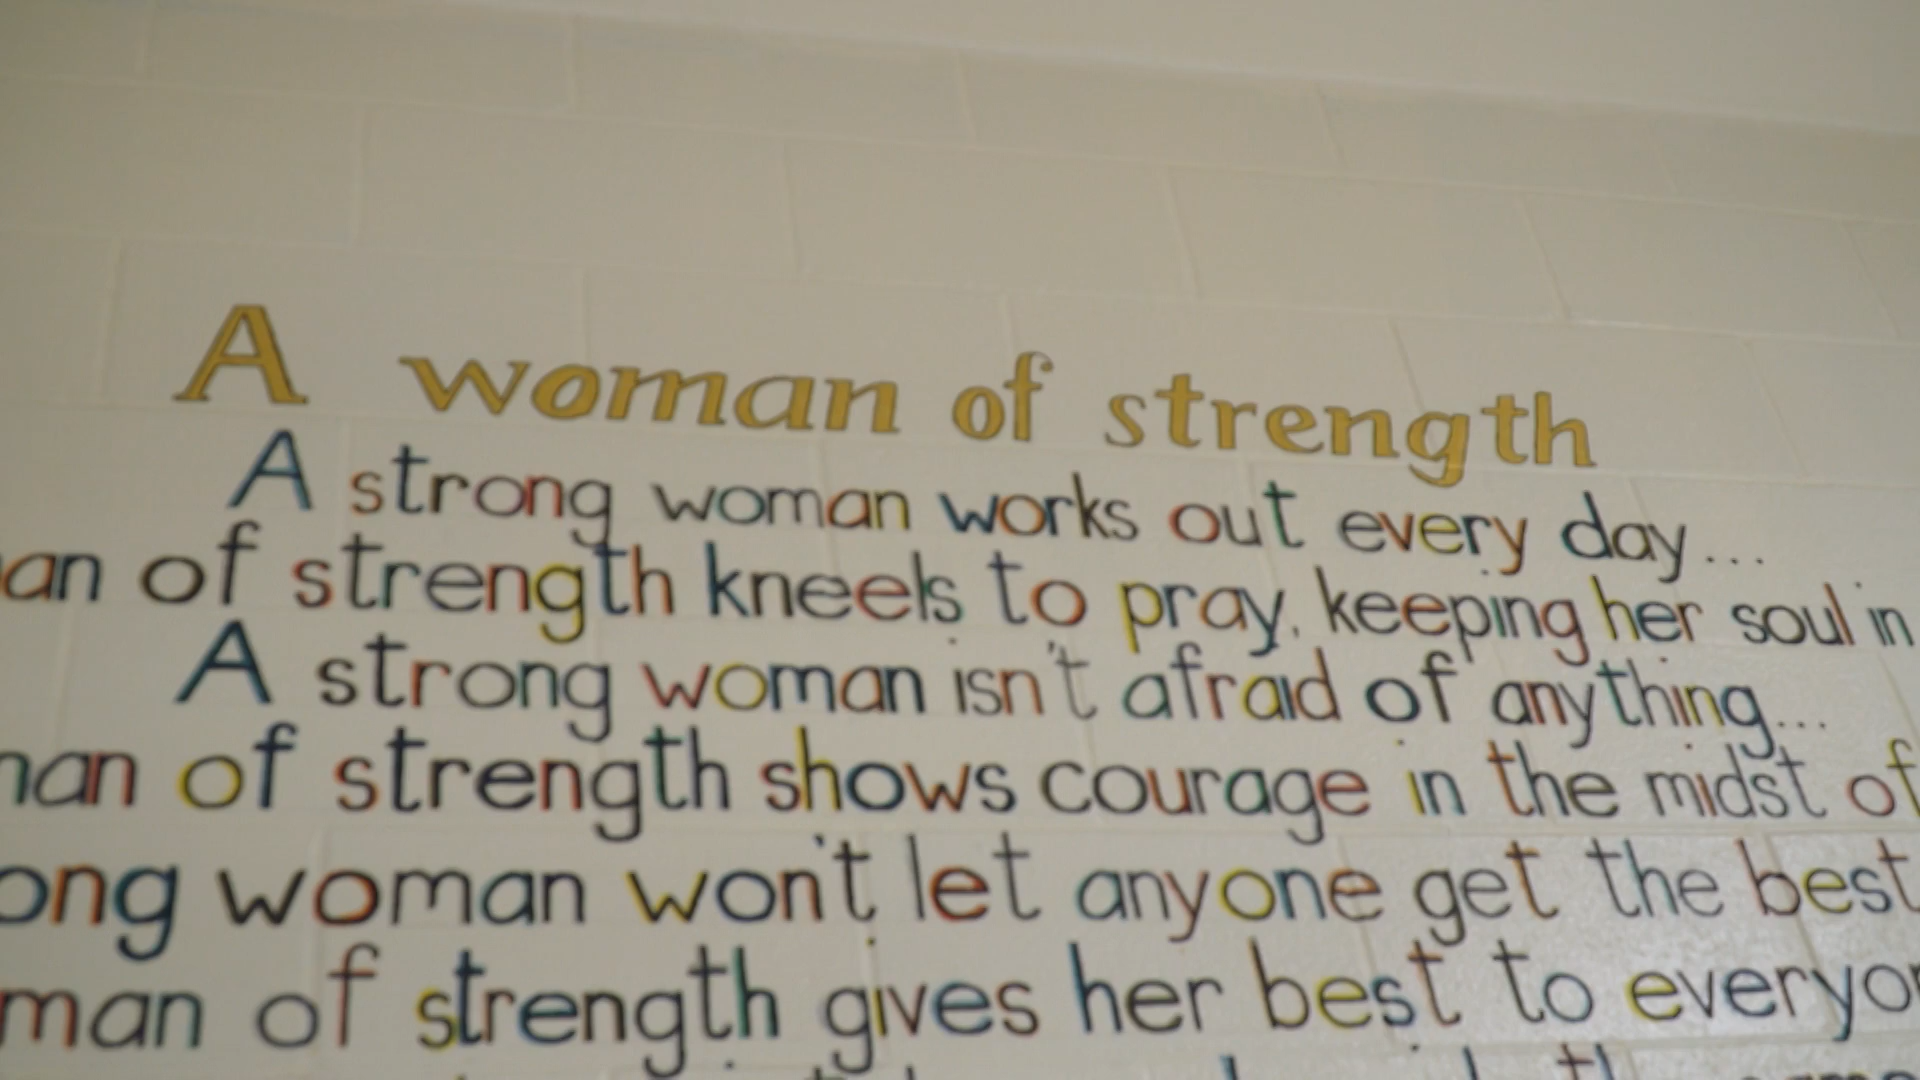 A woman of strength
A strong woman works out every day...
an of strength kneels to pray, keeping her soul in
A strong woman isn't afraid of anything...
man of strength shows courage in the midst of
ong woman won't let anyone get the best
man of strength gives her best to everyo